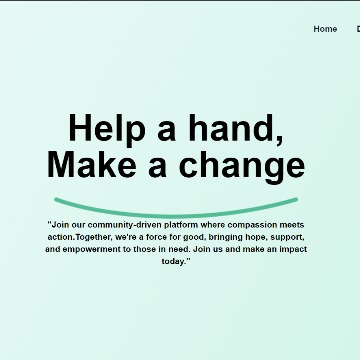 Home
Help a hand,
Make a change
"Join our community-driven platform where compassion meets
action.Together, we're a force for good, bringing hope, support,
and empowerment to those in need. Join us and make an impact
today."